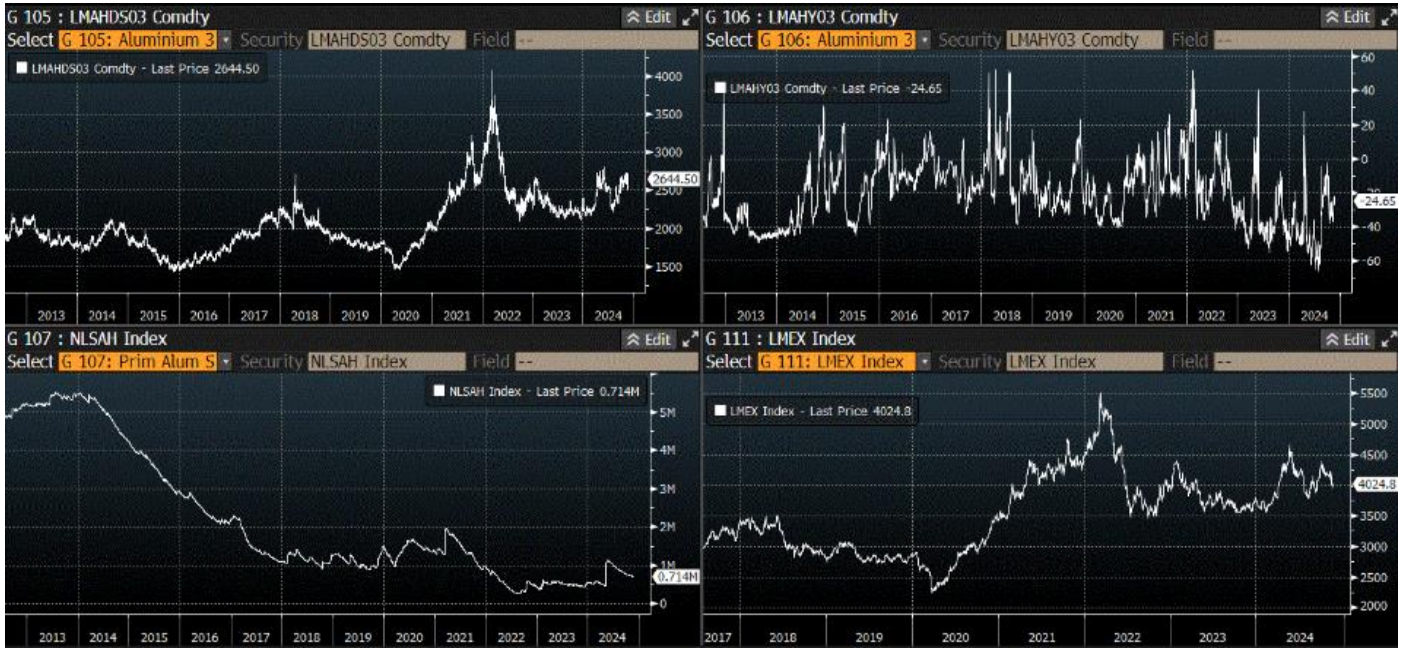 G 105 : LMAHDS03 Comdty
Edit
Select G 105: Aluminium 3 Security LMAHDS03 Comdty Field --
LMAHDS03 Comdty - Last Price 2644.50
4000
3500
3000
2644.50
2500
2000
1500
2013 2014 2015 2016 2017 2018 2019 2020 2021 2022 2023 2024
G 106 : LMAHY03 Comdty
Edit
Select G 106: Aluminium 3 Security LMAHY03 Comdty Field --
LMAHY03 Comdty - Last Price -24.65
60
40
20
0
-20
-24.65
-40
-60
2013 2014 2015 2016 2017 2018 2019 2020 2021 2022 2023 2024
G 107 : NLSAH Index
Edit
Select G 107: Prim Alum S Security NLSAH Index Field --
NLSAH Index - Last Price 0.714M
5M
4M
3M
2M
1M
0.714M
0
2013 2014 2015 2016 2017 2018 2019 2020 2021 2022 2023 2024
G 111 : LMEX Index
Edit
Select G 111: LMEX Index Security LMEX Index Field --
LMEX Index - Last Price 4024.8
5500
5000
4500
4024.8
3500
3000
2500
2000
2017 2018 2019 2020 2021 2022 2023 2024